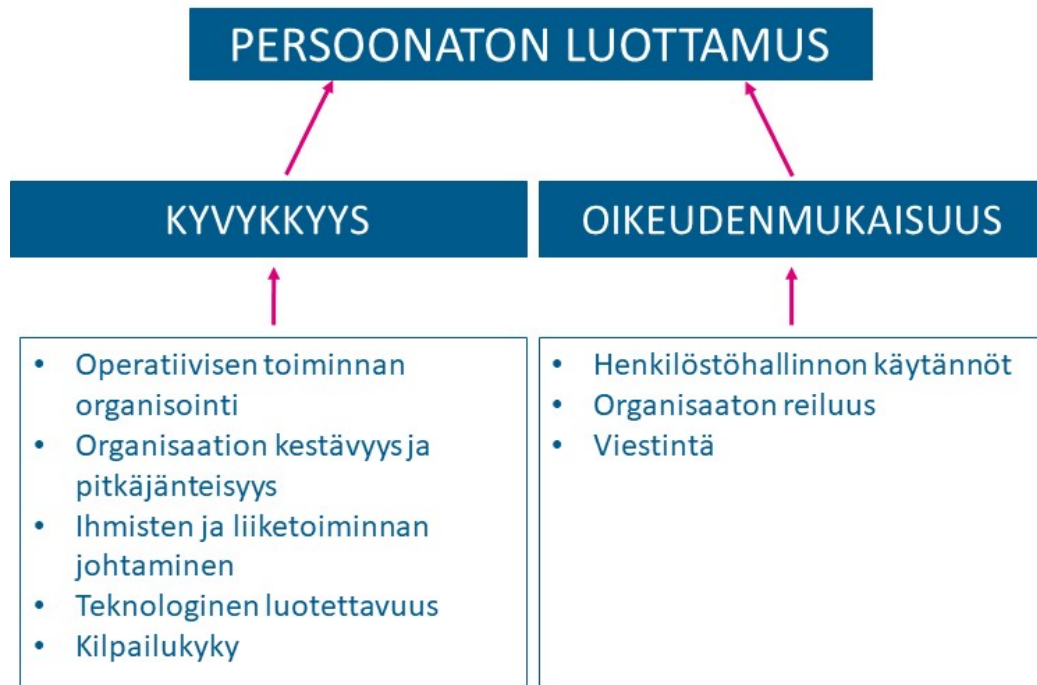 PERSOONATON LUOTTAMUS
KYVYKKYYS
• Operatiivisen toiminnan
organisointi
• Organisaation kestävyys ja
pitkäjänteisyys
• Ihmisten ja liiketoiminnan
johtaminen
• Teknologinen luotettavuus
• Kilpailukyky
OIKEUDENMUKAISUUS
• Henkilöstöhallinnon käytännöt
• Organisaaton reiluus
• Viestintä